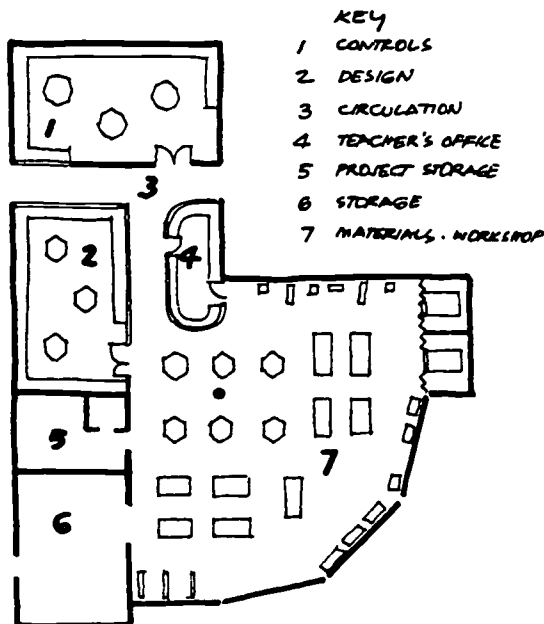 KEY
1 CONTROLS
2 DESIGN
3 CIRCULATION
4 TEACHER'S OFFICE
5 PROJECT STORAGE
6 STORAGE
7 MATERIALS. WORKSHOP
1
3
2
4
5
7
6